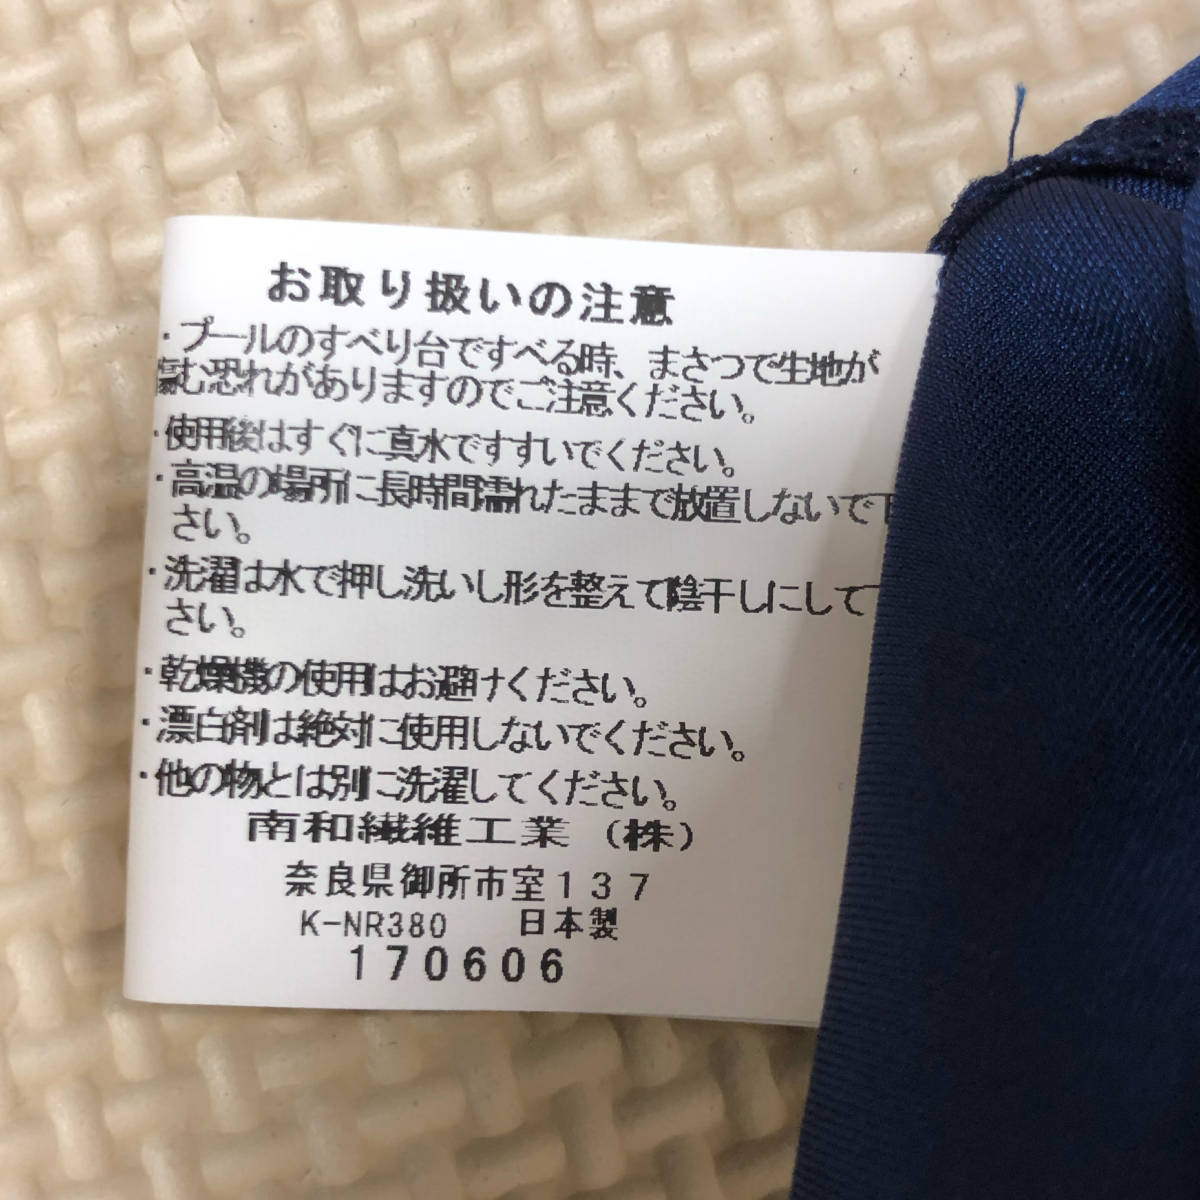 お取り扱いの注意
・プールのすべり台ですべる時、まさつで生地が
傷む恐れがありますのでご注意ください。
・使用後はすぐに真水ですすいでください。
・高温の場所に長時間濡れたままで放置しないで下
さい。
・洗濯は水で押し洗いし形を整えて陰干しにして下
さい。
・乾燥機の使用はお避けください。
・漂白剤は絶対に使用しないでください。
・他の物とは別に洗濯してください。
南和繊維工業（株）
奈良県御所市室１３７
K-NR380 日本製
170606